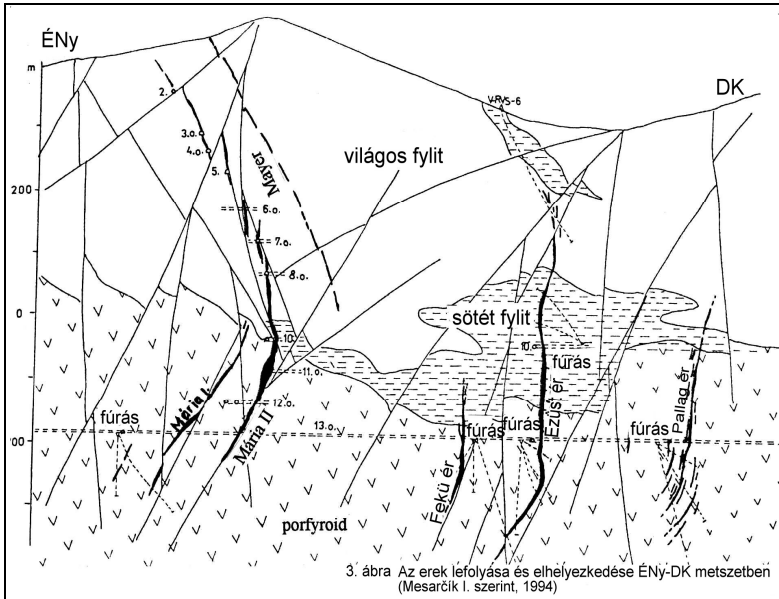 ÉNy
m
DK
V-RVS-6
2.
3.o.
4.o.
5.
Mayer
világos fylit
200
6.o.
7.o.
8.o.
0
sötét fylit
10.
10.o.
fúrás
11.o.
12.o.
Mária I.
Mária II
Ezüst ér
Pallag ér
fúrás
13.o.
fúrás
fúrás
fúrás
Fekü ér
porfyroid
3. ábra Az erek lefolyása és elhelyezkedése ÉNy-DK metszetben
(Mesarčik I. szerint, 1994)